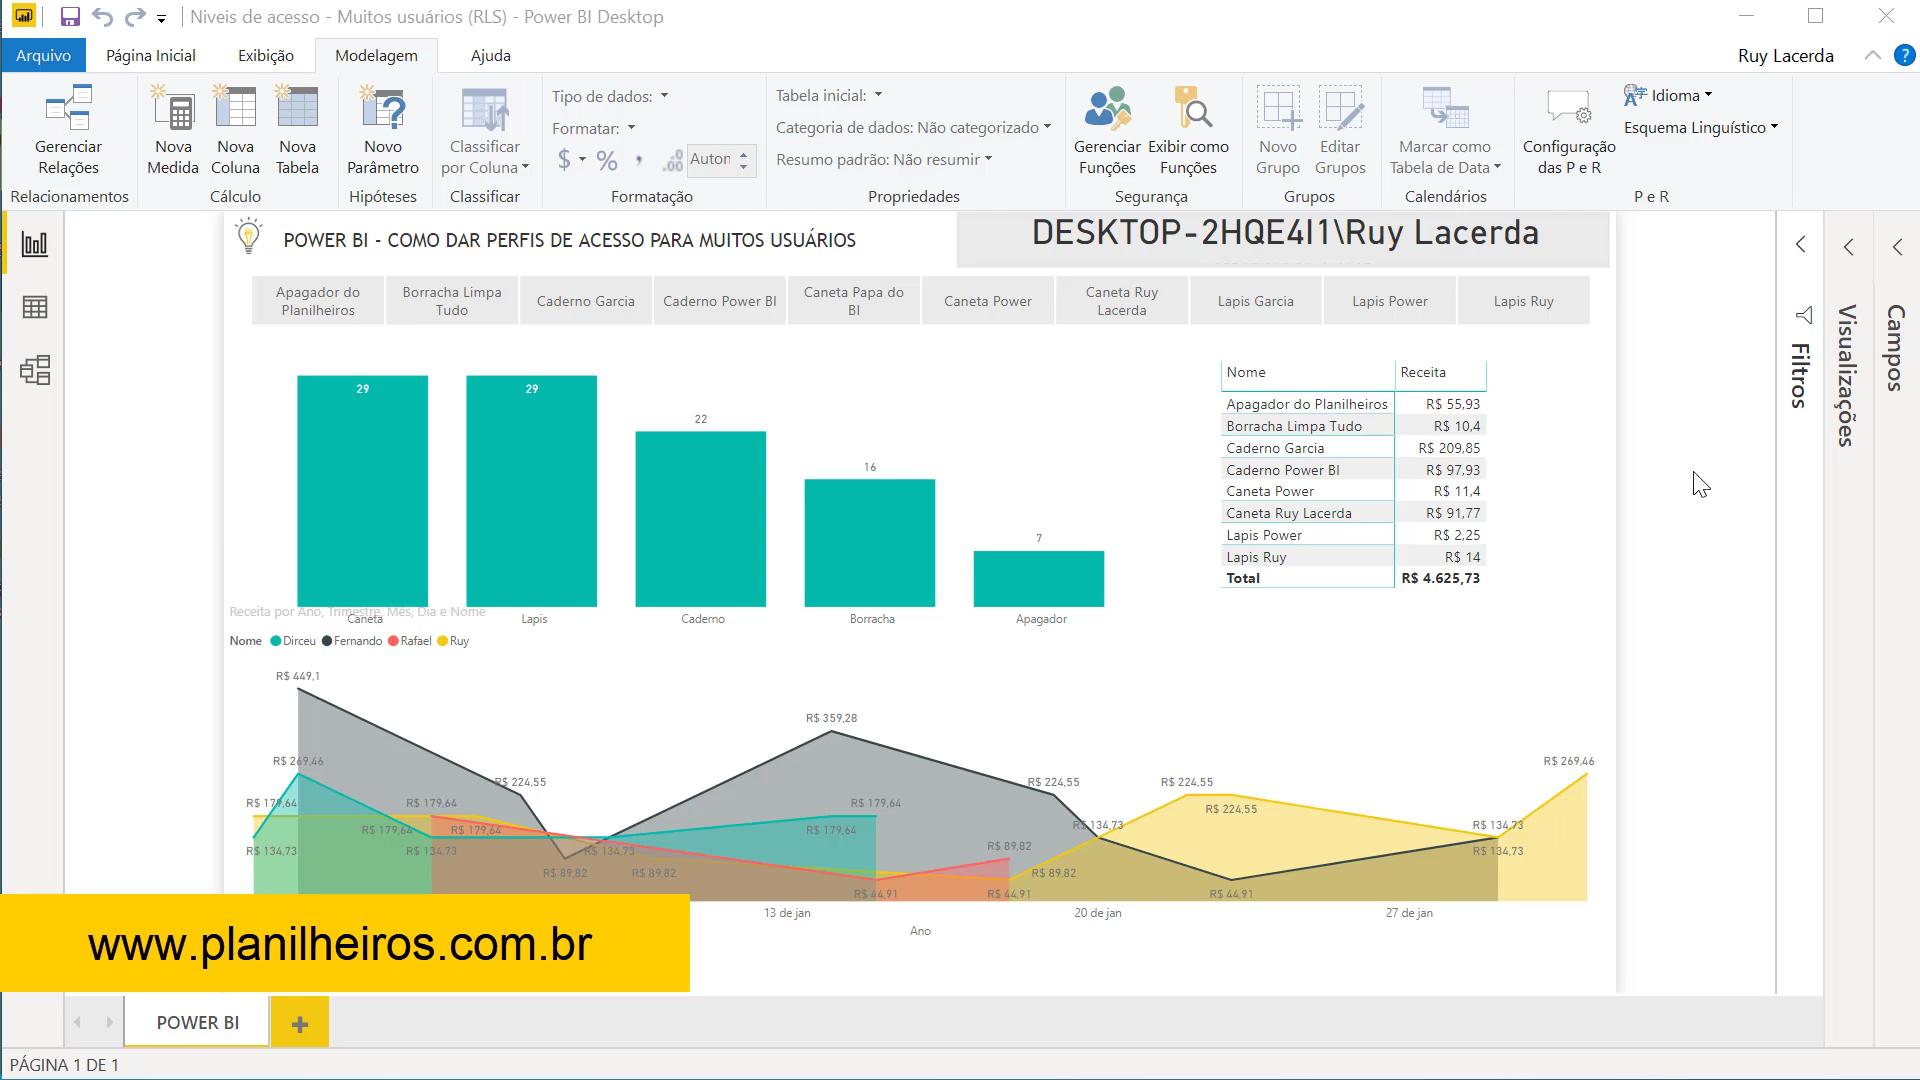 Niveis de acesso - Muitos usuários (RLS) - Power BI Desktop
Arquivo Página Inicial Exibição Modelagem Ajuda Ruy Lacerda ?
Gerenciar Relações
Nova Medida
Nova Coluna
Nova Tabela
Novo Parâmetro
Classificar por Coluna
Tipo de dados:
Formatar:
$ % , .00 Auton
Tabela inicial:
Categoria de dados: Não categorizado
Resumo padrão: Não resumir
Gerenciar Funções
Exibir como Funções
Novo Grupo
Editar Grupos
Marcar como Tabela de Data
Configuração das P e R
Idioma
Esquema Linguístico
Relacionamentos Cálculo Hipóteses Classificar Formatação Propriedades Segurança Grupos Calendários P e R
POWER BI - COMO DAR PERFIS DE ACESSO PARA MUITOS USUÁRIOS
DESKTOP-2HQE4I1\Ruy Lacerda
Apagador do Planilheiros
Borracha Limpa Tudo
Caderno Garcia
Caderno Power BI
Caneta Papa do BI
Caneta Power
Caneta Ruy Lacerda
Lapis Garcia
Lapis Power
Lapis Ruy
29 29 22 16 7
Caneta Lapis Caderno Borracha Apagador
Nome Receita
Apagador do Planilheiros R$ 55,93
Borracha Limpa Tudo R$ 10,4
Caderno Garcia R$ 209,85
Caderno Power BI R$ 97,93
Caneta Power R$ 11,4
Caneta Ruy Lacerda R$ 91,77
Lapis Power R$ 2,25
Lapis Ruy R$ 14
Total R$ 4.625,73
Filtros
Visualizações
Campos
Receita por Ano, Trimestre, Mês, Dia e Nome
Nome Dirceu Fernando Rafael Ruy
R$ 449,1
R$ 359,28
R$ 269,46 R$ 269,46
R$ 224,55 R$ 224,55 R$ 224,55
R$ 179,64 R$ 179,64 R$ 179,64
R$ 224,55
R$ 134,73 R$ 134,73
R$ 179,64 R$ 179,64 R$ 179,64
R$ 134,73 R$ 134,73 R$ 134,73 R$ 89,82 R$ 134,73
R$ 89,82 R$ 89,82 R$ 89,82
R$ 44,91 R$ 44,91 R$ 44,91
13 de jan 20 de jan 27 de jan
Ano
www.planilheiros.com.br
POWER BI +
PÁGINA 1 DE 1